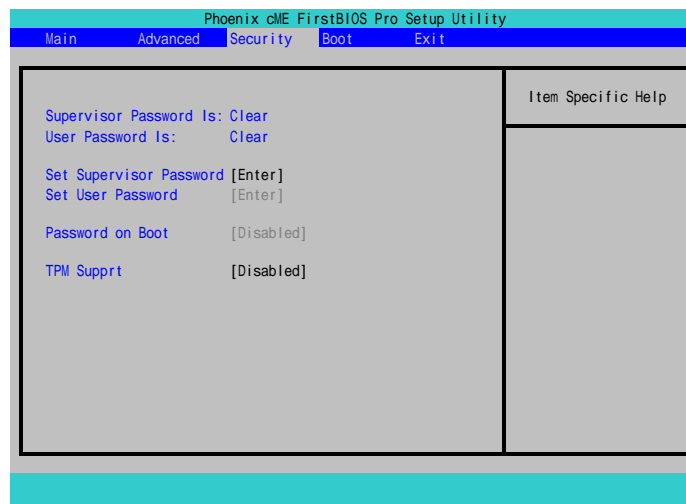 Phoenix cME FirstBIOS Pro Setup Utility
Main Advanced Security Boot Exit
Item Specific Help
Supervisor Password Is: Clear
User Password Is: Clear
Set Supervisor Password [Enter]
Set User Password [Enter]
Password on Boot [Disabled]
TPM Supprt [Disabled]